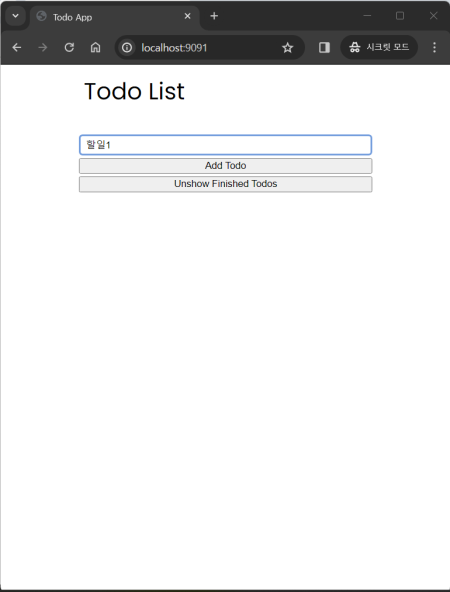 Todo App
localhost:9091
시크릿 모드
Todo List
할일1
Add Todo
Unshow Finished Todos